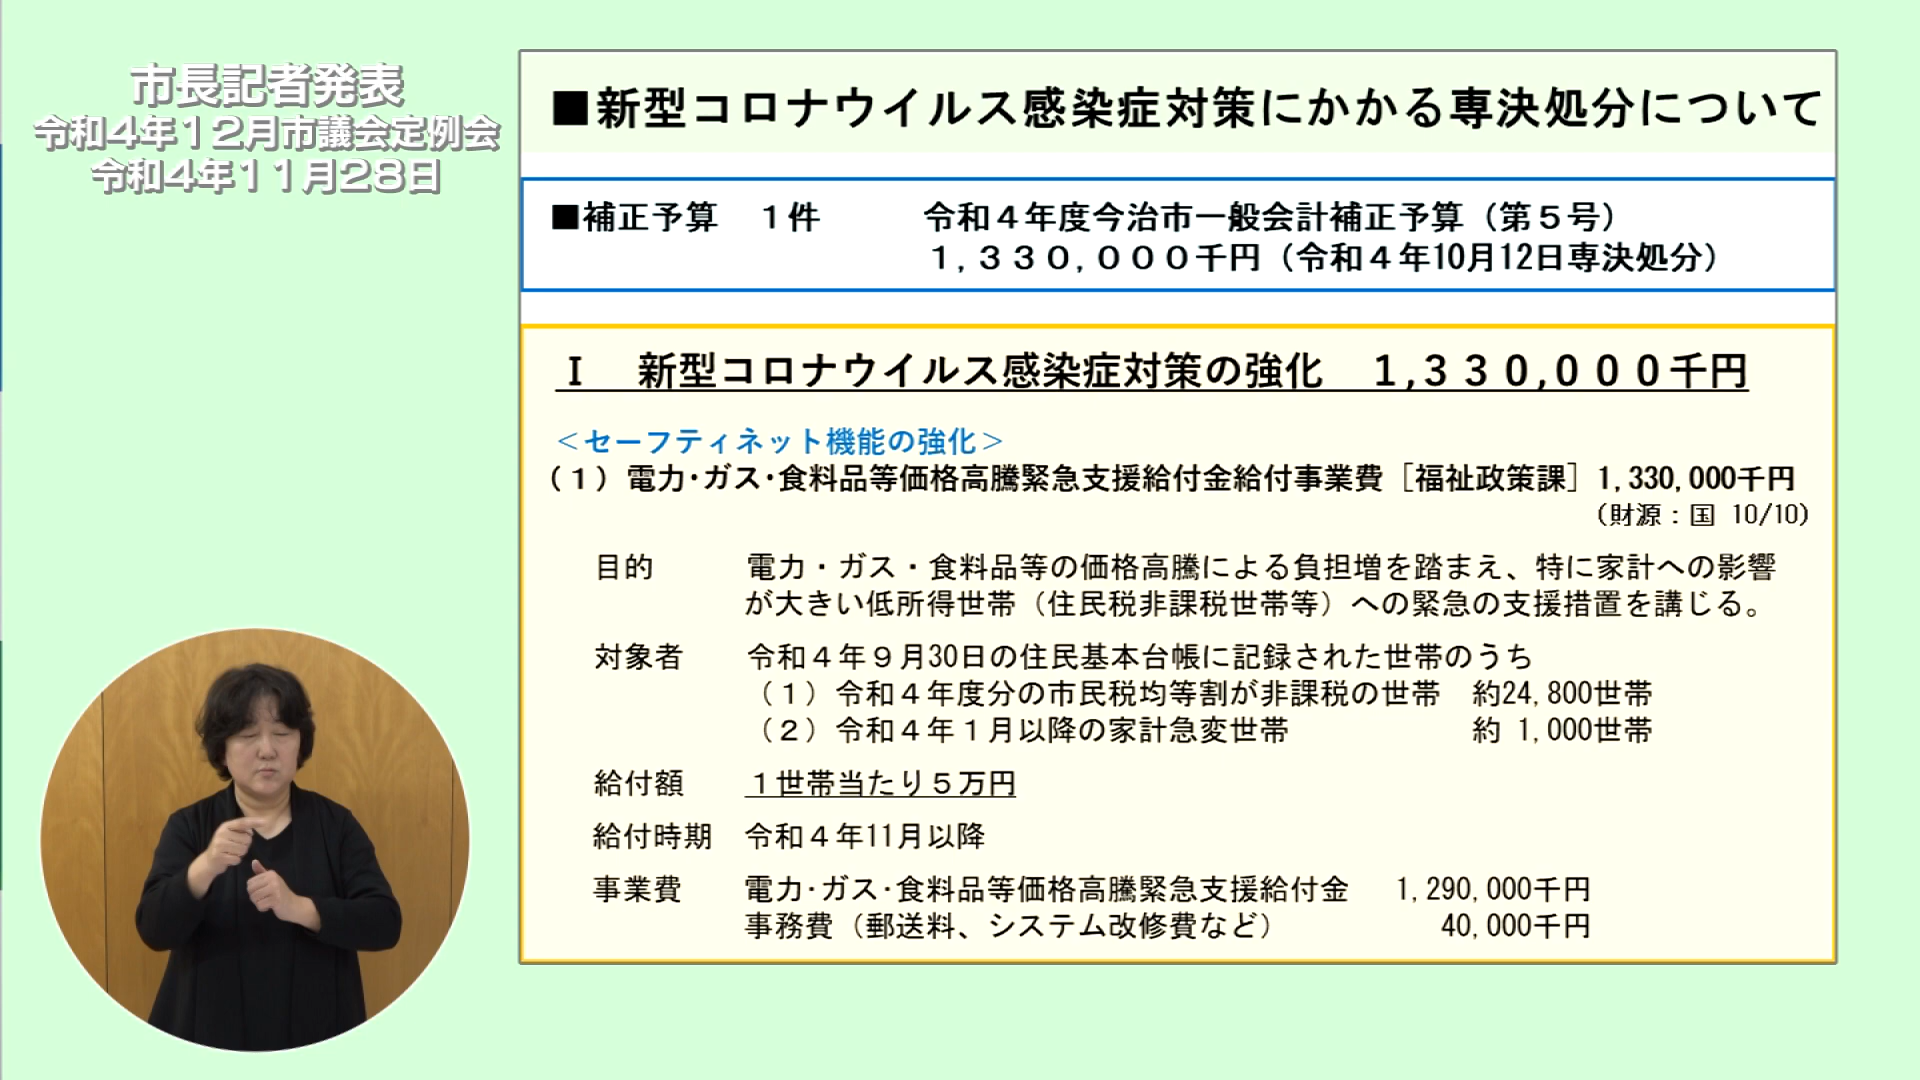 市長記者発表
令和4年12月市議会定例会
令和4年11月28日
■新型コロナウイルス感染症対策にかかる専決処分について
■補正予算　１件　令和４年度今治市一般会計補正予算（第５号）
１,３３０,０００千円（令和４年10月12日専決処分）
Ⅰ　新型コロナウイルス感染症対策の強化　１,３３０,０００千円
＜セーフティネット機能の強化＞
（１）電力･ガス･食料品等価格高騰緊急支援給付金給付事業費［福祉政策課］1,330,000千円
（財源：国 10/10）
目的　電力・ガス・食料品等の価格高騰による負担増を踏まえ、特に家計への影響
が大きい低所得世帯（住民税非課税世帯等）への緊急の支援措置を講じる。
対象者　令和４年９月30日の住民基本台帳に記録された世帯のうち
（１）令和４年度分の市民税均等割が非課税の世帯　約24,800世帯
（２）令和４年１月以降の家計急変世帯　約 1,000世帯
給付額　１世帯当たり５万円
給付時期　令和４年11月以降
事業費　電力･ガス･食料品等価格高騰緊急支援給付金　1,290,000千円
事務費（郵送料、システム改修費など）　40,000千円